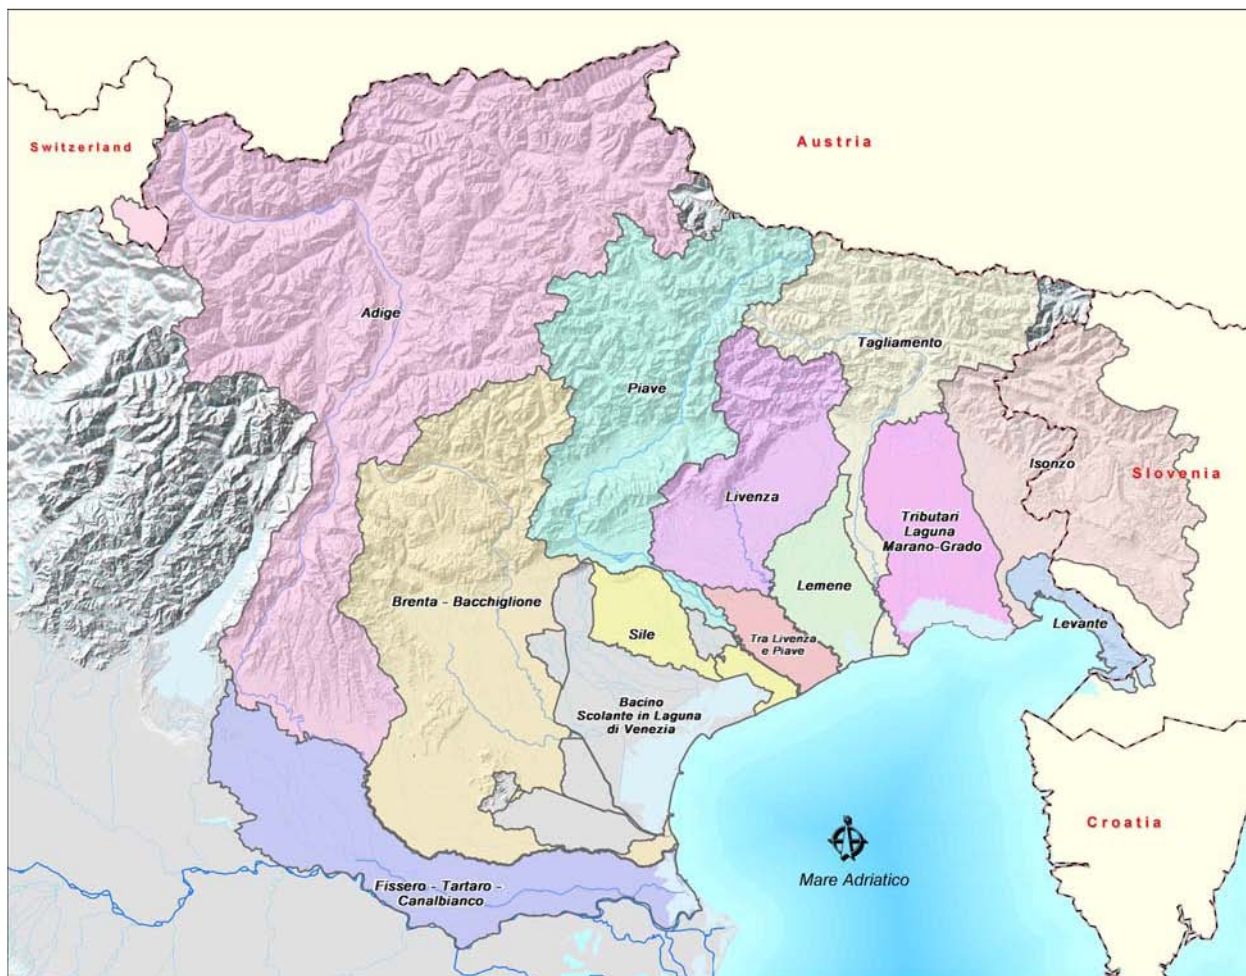 Switzerland
Austria
Adige
Tagliamento
Piave
Isonzo
Slovenia
Livenza
Tributari
Laguna
Marano-Grado
Lemene
Brenta - Bacchiglione
Levante
Sile
Tra Livenza
e Piave
Bacino
Scolante in Laguna
di Venezia
Croatia
Mare Adriatico
Fissero - Tartaro -
Canalbianco